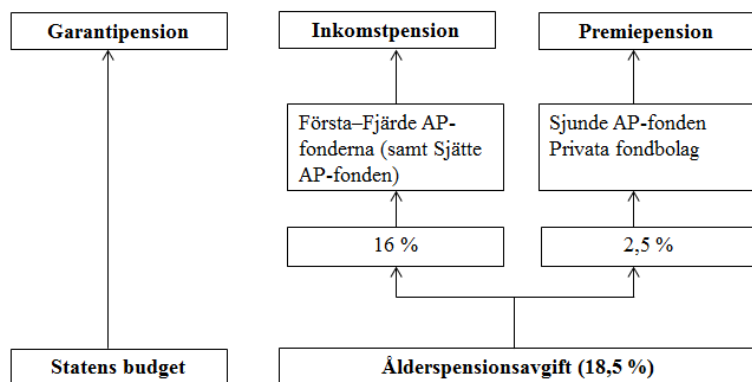 Garantipension
Inkomstpension
Premiepension
Första–Fjärde AP-
fonderna (samt Sjätte
AP-fonden)
Sjunde AP-fonden
Privata fondbolag
16 %
2,5 %
Statens budget
Ålderspensionsavgift (18,5 %)